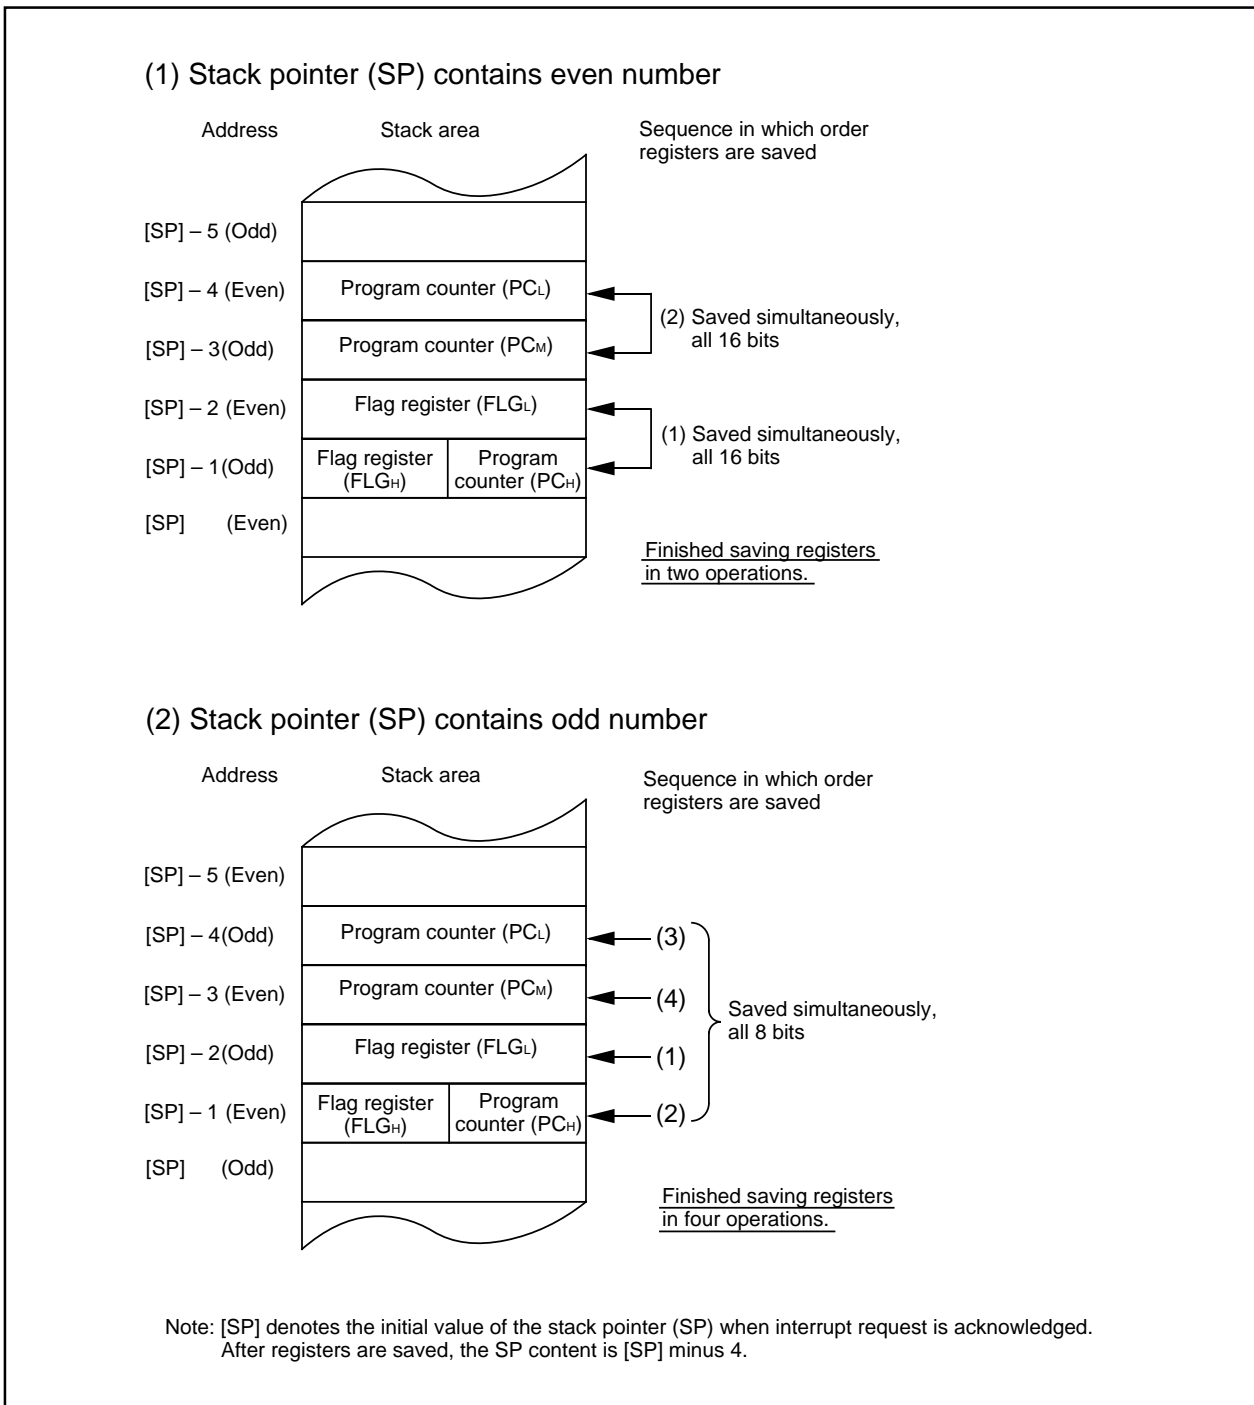 (1) Stack pointer (SP) contains even number
Address
Stack area
Sequence in which order
registers are saved
[SP] – 5 (Odd)
[SP] – 4 (Even)
Program counter (PCL)
[SP] – 3(Odd)
Program counter (PCM)
(2) Saved simultaneously,
all 16 bits
[SP] – 2 (Even)
Flag register (FLGL)
[SP] – 1(Odd)
Flag register
(FLGH)
Program
counter (PCH)
(1) Saved simultaneously,
all 16 bits
[SP] (Even)
Finished saving registers
in two operations.
(2) Stack pointer (SP) contains odd number
Address
Stack area
Sequence in which order
registers are saved
[SP] – 5 (Even)
[SP] – 4(Odd)
Program counter (PCL)
(3)
[SP] – 3 (Even)
Program counter (PCM)
(4)
Saved simultaneously,
all 8 bits
[SP] – 2(Odd)
Flag register (FLGL)
(1)
[SP] – 1 (Even)
Flag register
(FLGH)
Program
counter (PCH)
(2)
[SP] (Odd)
Finished saving registers
in four operations.
Note: [SP] denotes the initial value of the stack pointer (SP) when interrupt request is acknowledged.
After registers are saved, the SP content is [SP] minus 4.